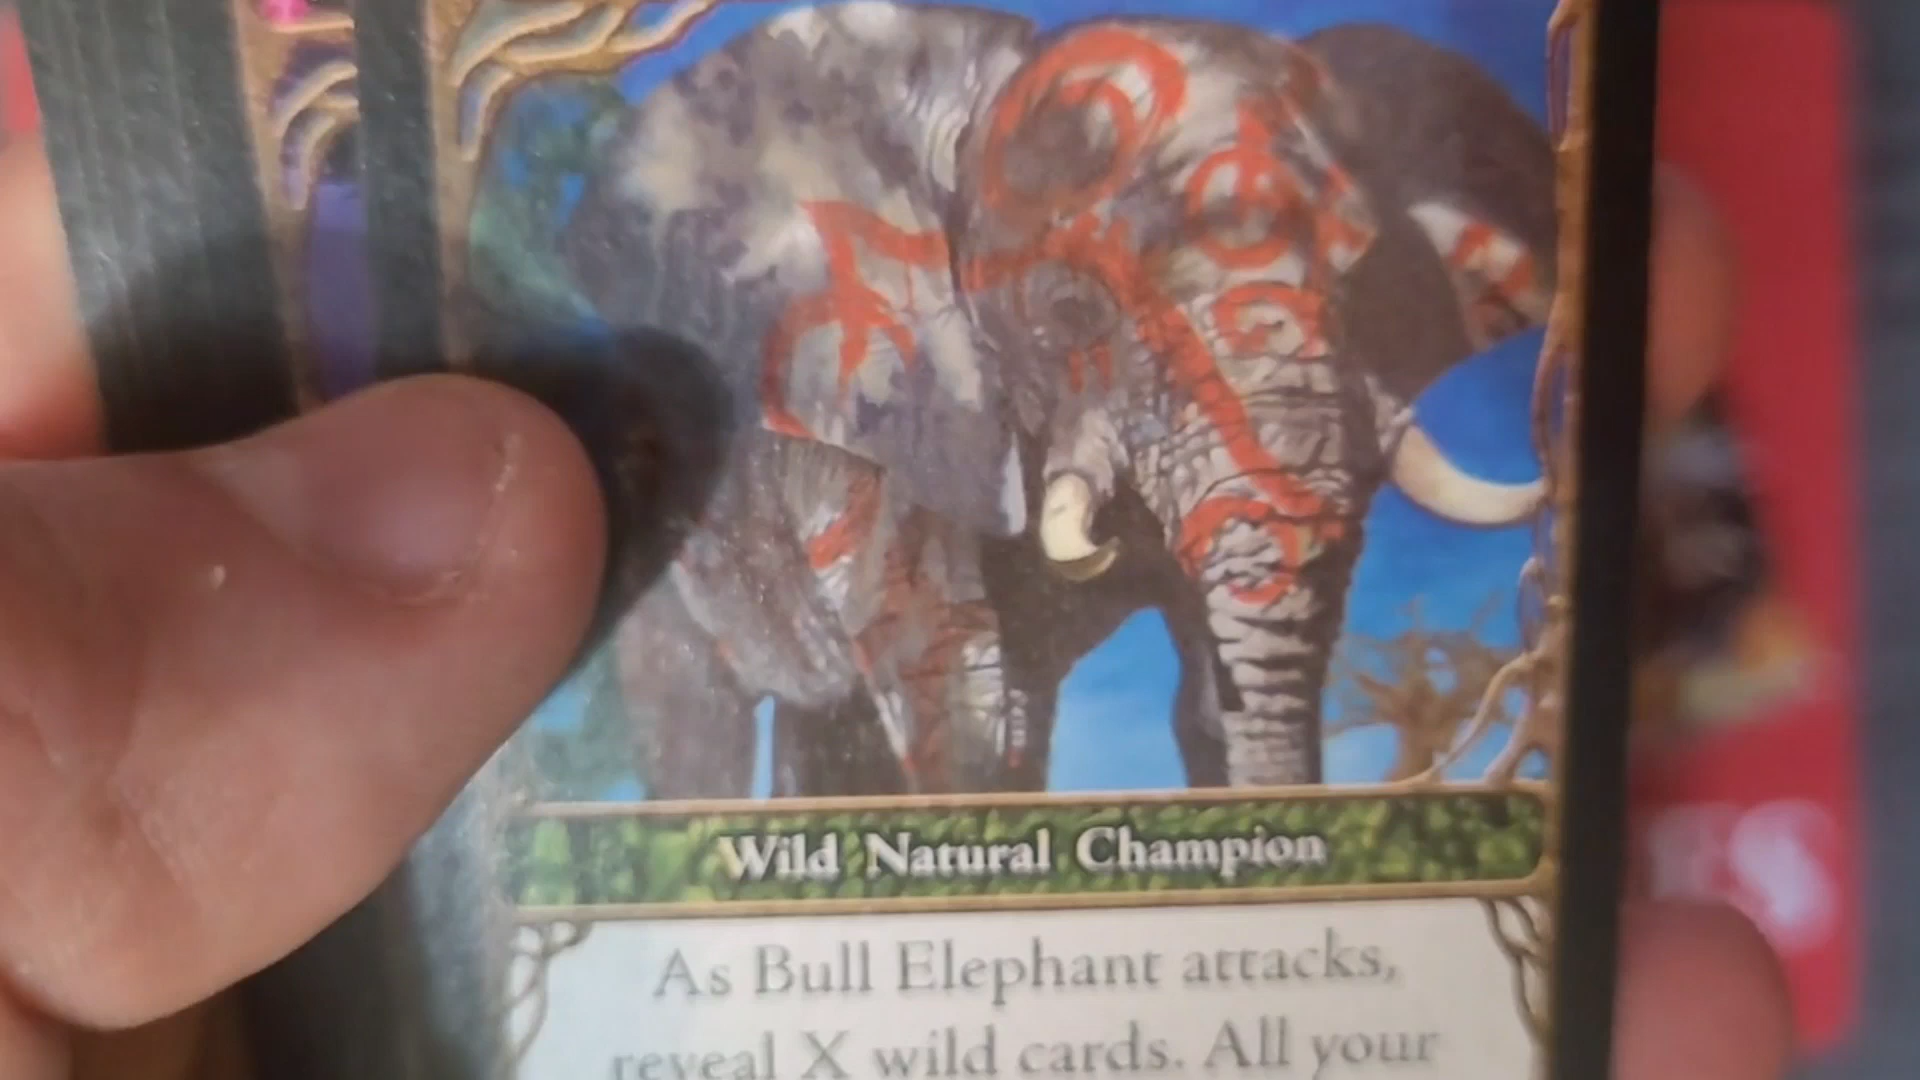 Wild Natural Champion
As Bull Elephant attacks,
reveal X wild cards. All your